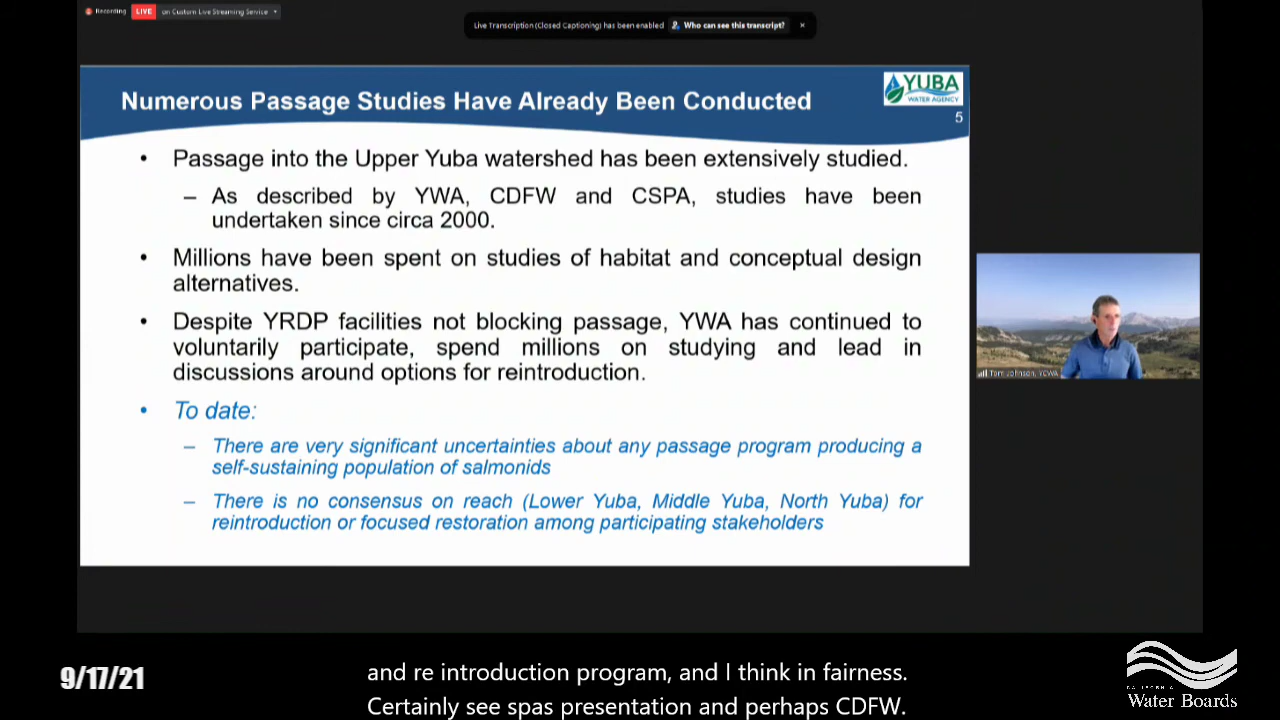 Recording
LIVE
on Custom Live Streaming Service
Live Transcription (Closed Captioning) has been enabled
Who can see this transcript?
Numerous Passage Studies Have Already Been Conducted
YUBA
WATER AGENCY
5
• Passage into the Upper Yuba watershed has been extensively studied.
– As described by YWA, CDFW and CSPA, studies have been
undertaken since circa 2000.
• Millions have been spent on studies of habitat and conceptual design
alternatives.
• Despite YRDP facilities not blocking passage, YWA has continued to
voluntarily participate, spend millions on studying and lead in
discussions around options for reintroduction.
• To date:
– There are very significant uncertainties about any passage program producing a
self-sustaining population of salmonids
– There is no consensus on reach (Lower Yuba, Middle Yuba, North Yuba) for
reintroduction or focused restoration among participating stakeholders
Tom Johnson, YCWA
and re introduction program, and I think in fairness.
Certainly see spas presentation and perhaps CDFW.
9/17/21
CALIFORNIA
Water Boards